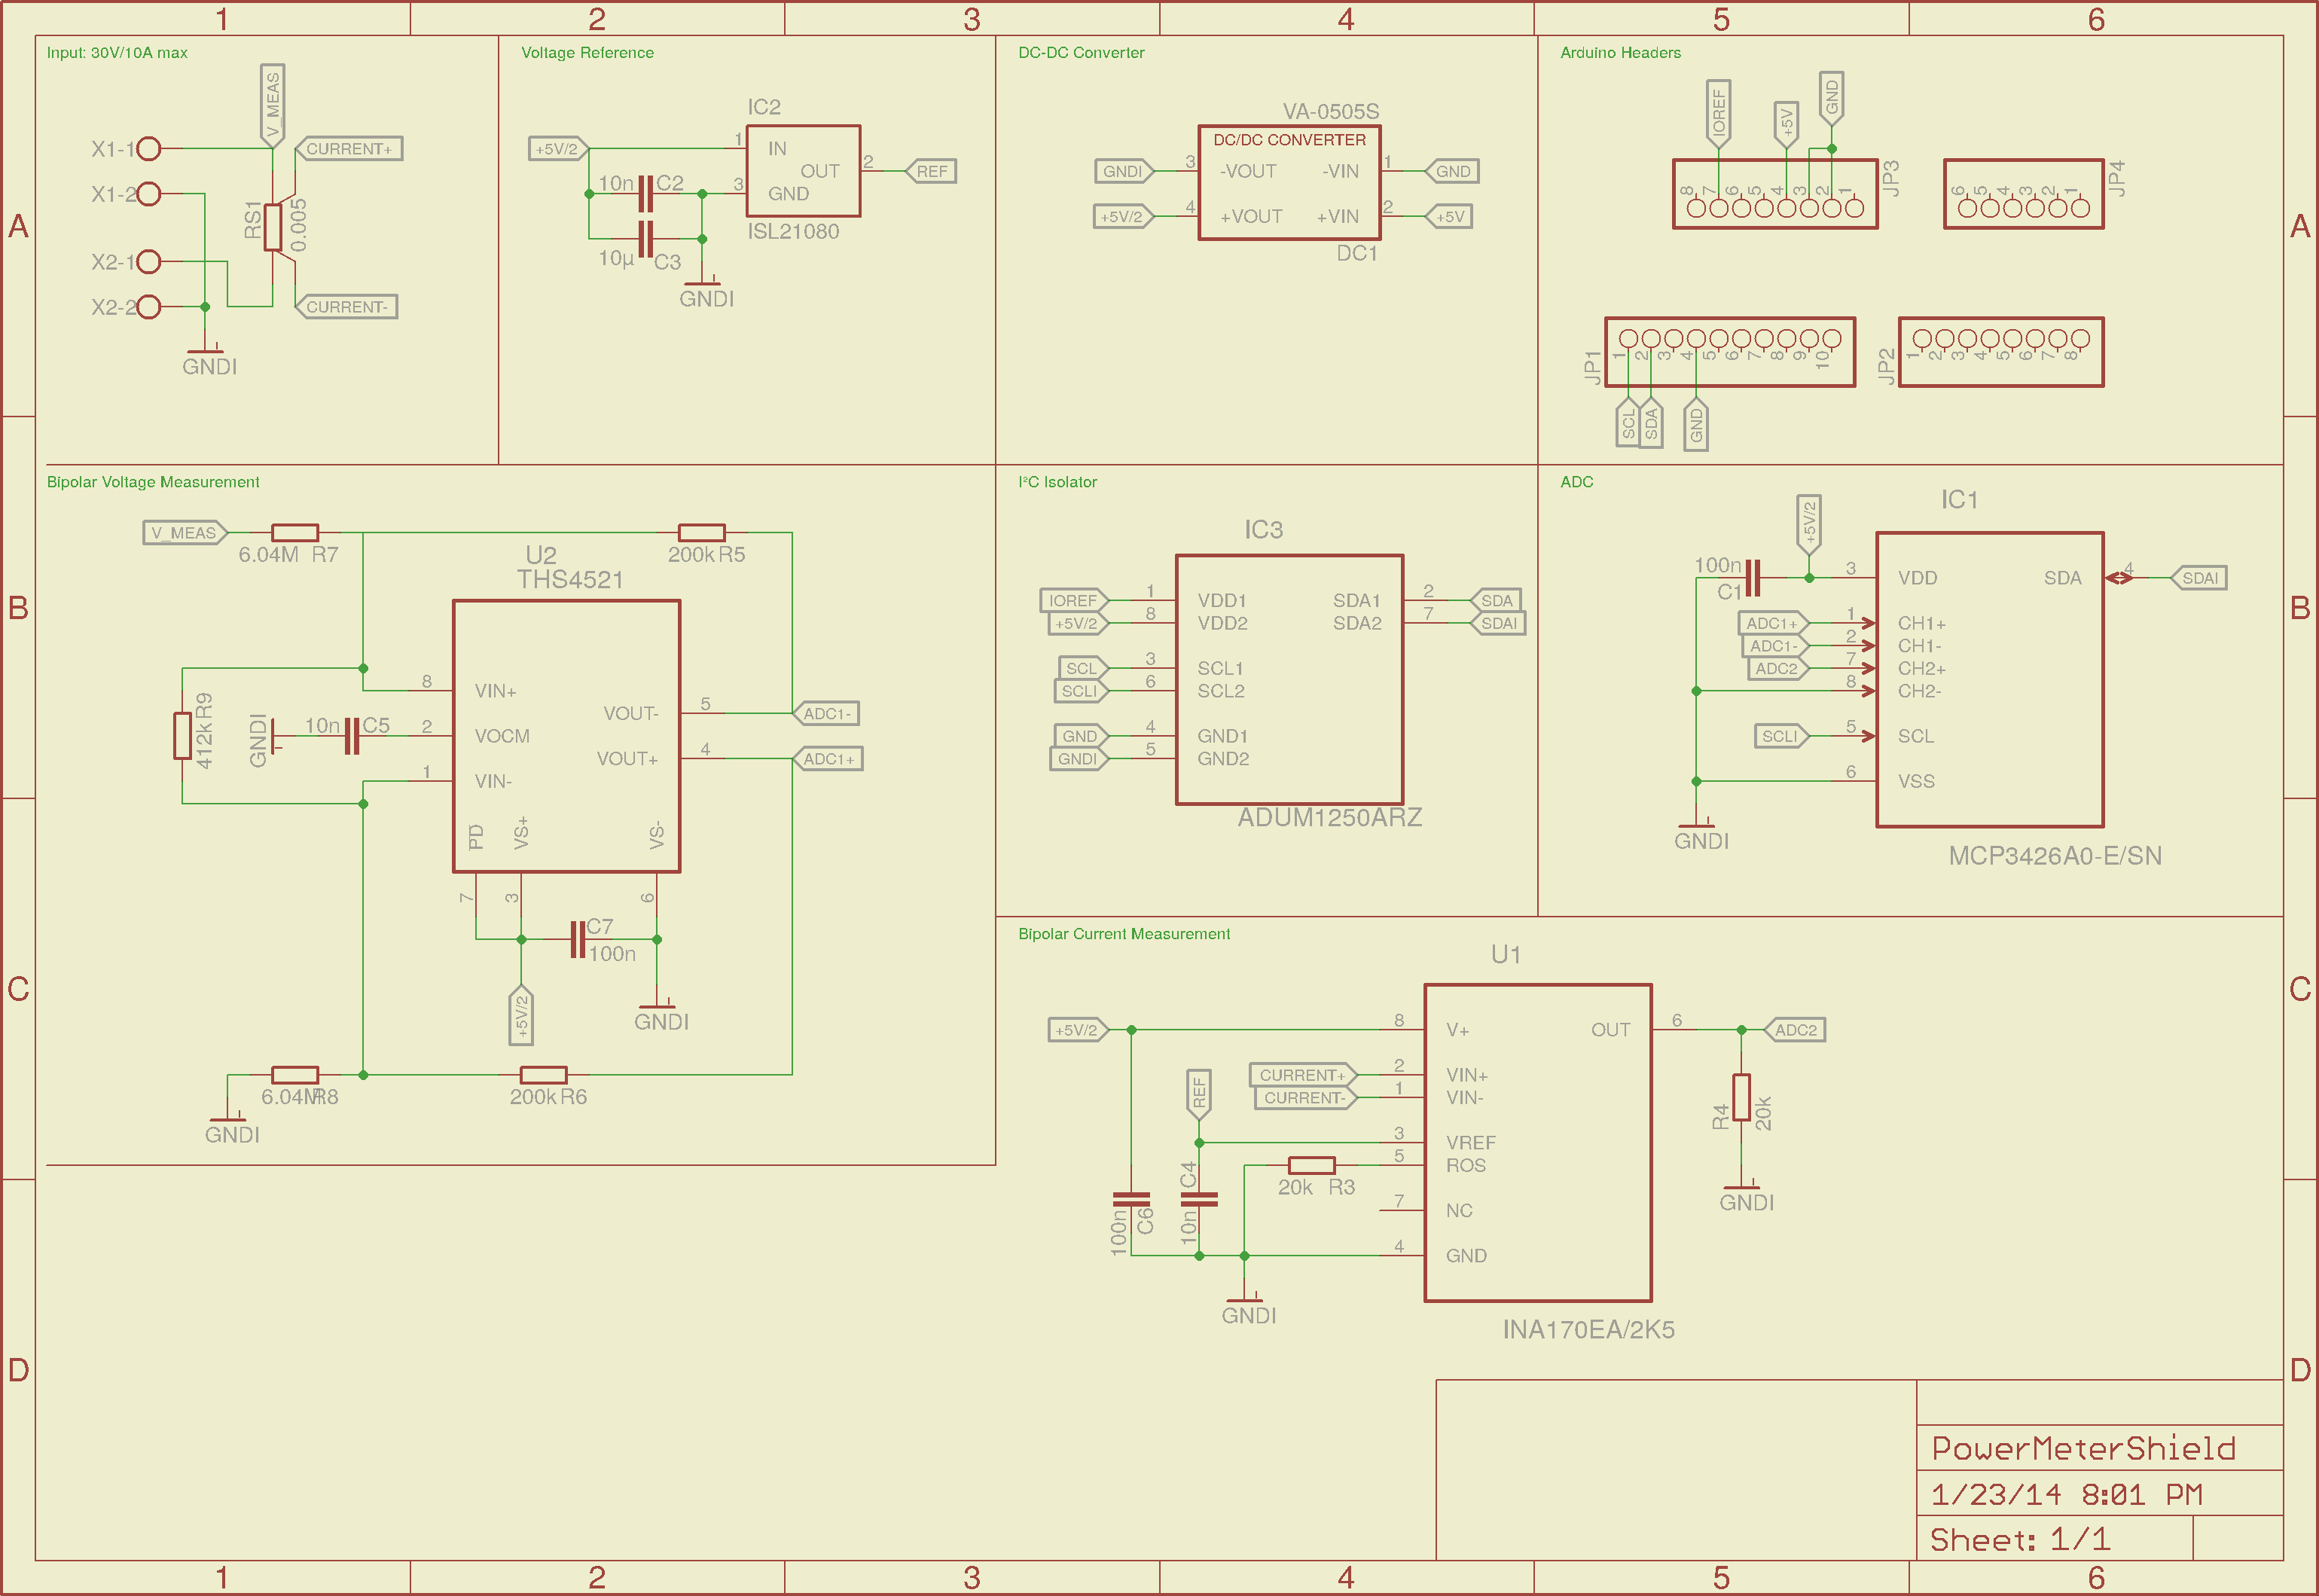 1 2 3 4 5 6
A A
B B
C C
D D
Input: 30V/10A max
V_MEAS
X1-1
CURRENT+
X1-2
RS1
0.005
X2-1
X2-2
CURRENT-
GNDI
Voltage Reference
IC2
+5V/2
1 IN
OUT 2
REF
10n C2
3 GND
ISL21080
10µ C3
GNDI
DC-DC Converter
VA-0505S
DC/DC CONVERTER
GNDI 3 -VOUT -VIN 1 GND
+5V/2 4 +VOUT +VIN 2 +5V
DC1
Arduino Headers
IOREF
+5V
GND
8 7 6 5 4 3 2 1
JP3
6 5 4 3 2 1
JP4
JP1
1 2 3 4 5 6 7 8 9 10
JP2
1 2 3 4 5 6 7 8
SCL
SDA
GND
Bipolar Voltage Measurement
V_MEAS
6.04M R7
200k R5
U2
THS4521
8 VIN+
412k R9
GNDI
10n C5
2 VOCM
1 VIN-
VOUT- 5 ADC1-
VOUT+ 4 ADC1+
PD VS+ VS-
7 3 6
C7
100n
+5V/2
GNDI
6.04M R8
200k R6
GNDI
I²C Isolator
IC3
IOREF 1 VDD1 SDA1 2 SDA
+5V/2 8 VDD2 SDA2 7 SDAI
SCL 3 SCL1
SCLI 6 SCL2
GND 4 GND1
GNDI 5 GND2
ADUM1250ARZ
ADC
IC1
+5V/2
100n
C1
3 VDD SDA 4 SDAI
ADC1+ 1 CH1+
ADC1- 2 CH1-
ADC2 7 CH2+
8 CH2-
SCLI 5 SCL
6 VSS
GNDI
MCP3426A0-E/SN
Bipolar Current Measurement
U1
+5V/2 8 V+ OUT 6 ADC2
CURRENT+ 2 VIN+
CURRENT- 1 VIN-
REF
3 VREF
5 ROS
20k R3
7 NC
4 GND
100n C6
10n C4
R4 20k
GNDI
GNDI
INA170EA/2K5
PowerMeterShield
1/23/14 8:01 PM
Sheet: 1/1
1 2 3 4 5 6